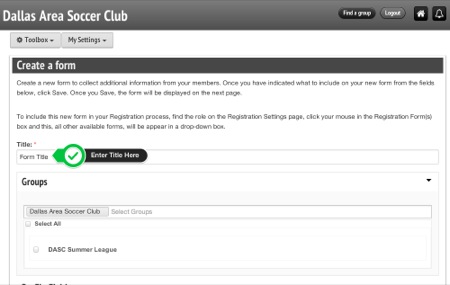 Dallas Area Soccer Club
Find a group Logout
Toolbox My Settings
Create a form
Create a new form to collect additional information from your members. Once you have indicated what to include on your new form from the fields
below, click Save. Once you Save, the form will be displayed on the next page.
To include this new form in your Registration process, find the role on the Registration Settings page, click your mouse in the Registration Form(s)
box and this, all other available forms, will be appear in a drop-down box.
Title: *
Form Title Enter Title Here
Groups
Dallas Area Soccer Club Select Groups
Select All
DASC Summer League